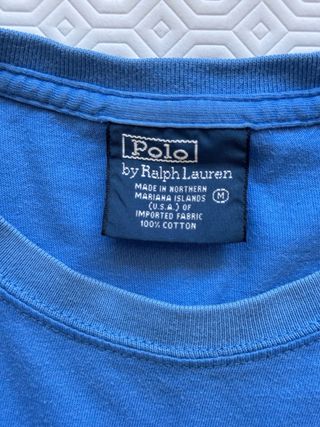 Polo
by Ralph Lauren
MADE IN NORTHERN
MARIANA ISLANDS M
(U.S.A.) OF
IMPORTED FABRIC
100% COTTON